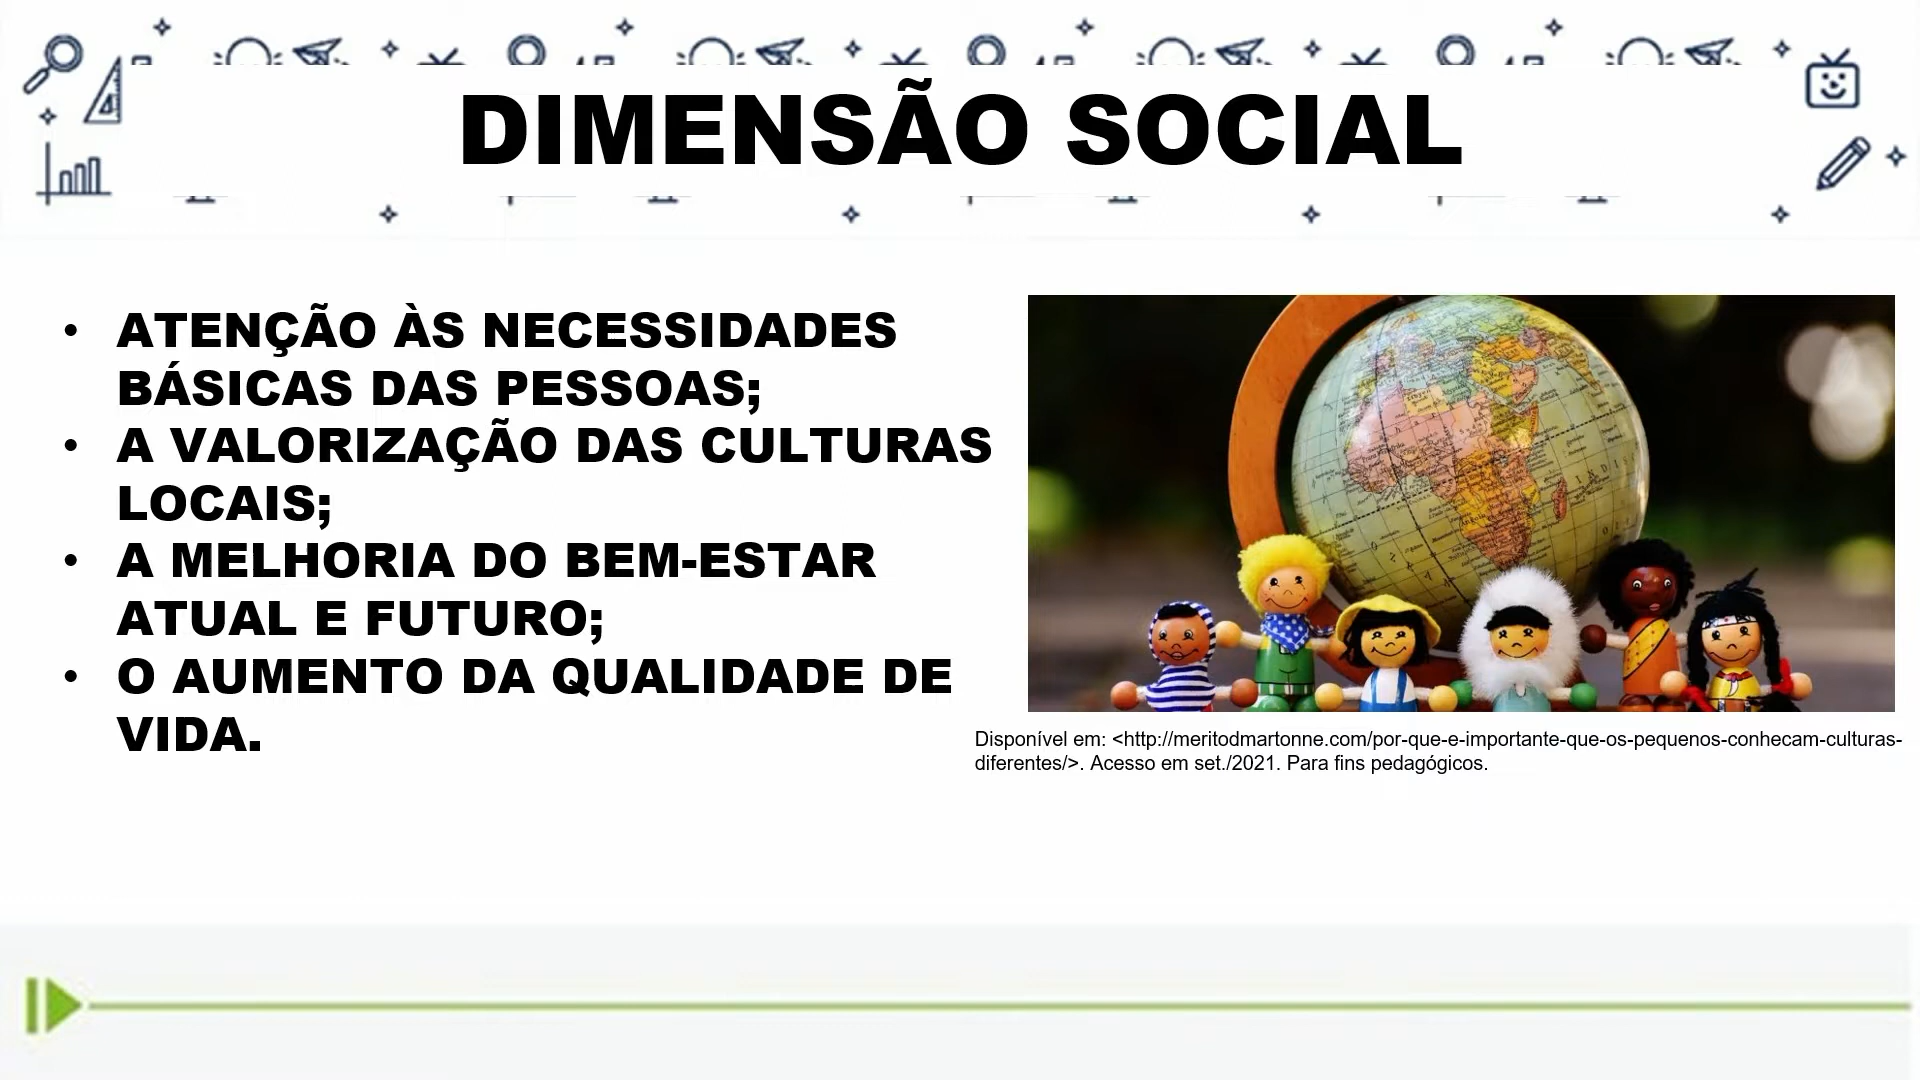 DIMENSÃO SOCIAL
• ATENÇÃO ÀS NECESSIDADES
BÁSICAS DAS PESSOAS;
• A VALORIZAÇÃO DAS CULTURAS
LOCAIS;
• A MELHORIA DO BEM-ESTAR
ATUAL E FUTURO;
• O AUMENTO DA QUALIDADE DE
VIDA.
Disponível em: <http://meritodmartonne.com/por-que-e-importante-que-os-pequenos-conhecam-culturas-
diferentes/>. Acesso em set./2021. Para fins pedagógicos.